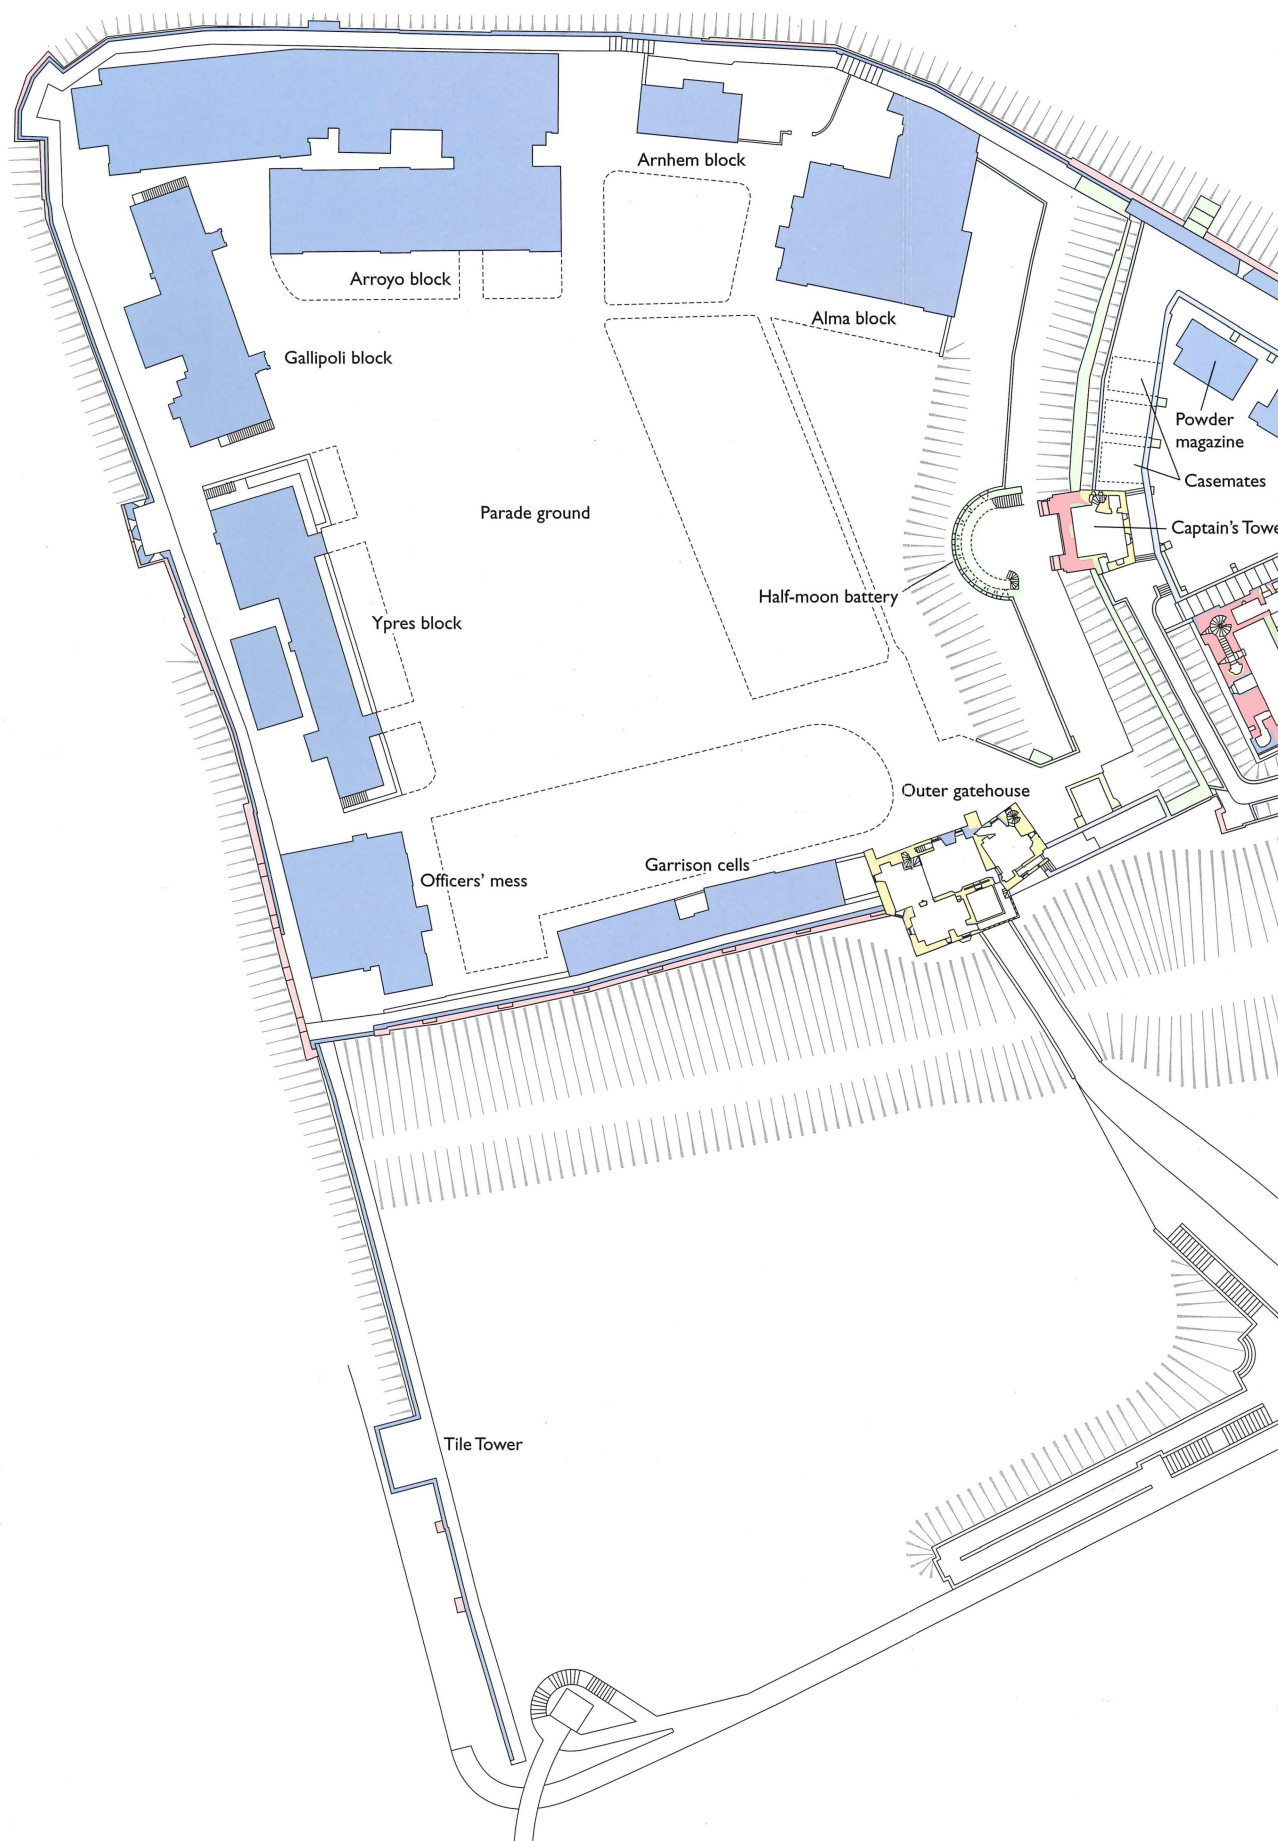 Arnhem block
Arroyo block
Alma block
Gallipoli block
Powder
magazine
Casemates
Parade ground
Captain's Towe
Half-moon battery
Ypres block
Outer gatehouse
Garrison cells
Officers' mess
Tile Tower